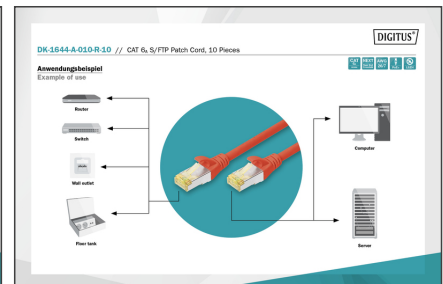 DIGITUS®
DK-1644-A-010-R-10 // CAT 6A S/FTP Patch Cord, 10 Pieces
Anwendungsbeispiel
Example of use
Router
Switch
Wall outlet
Floor tank
Computer
Server